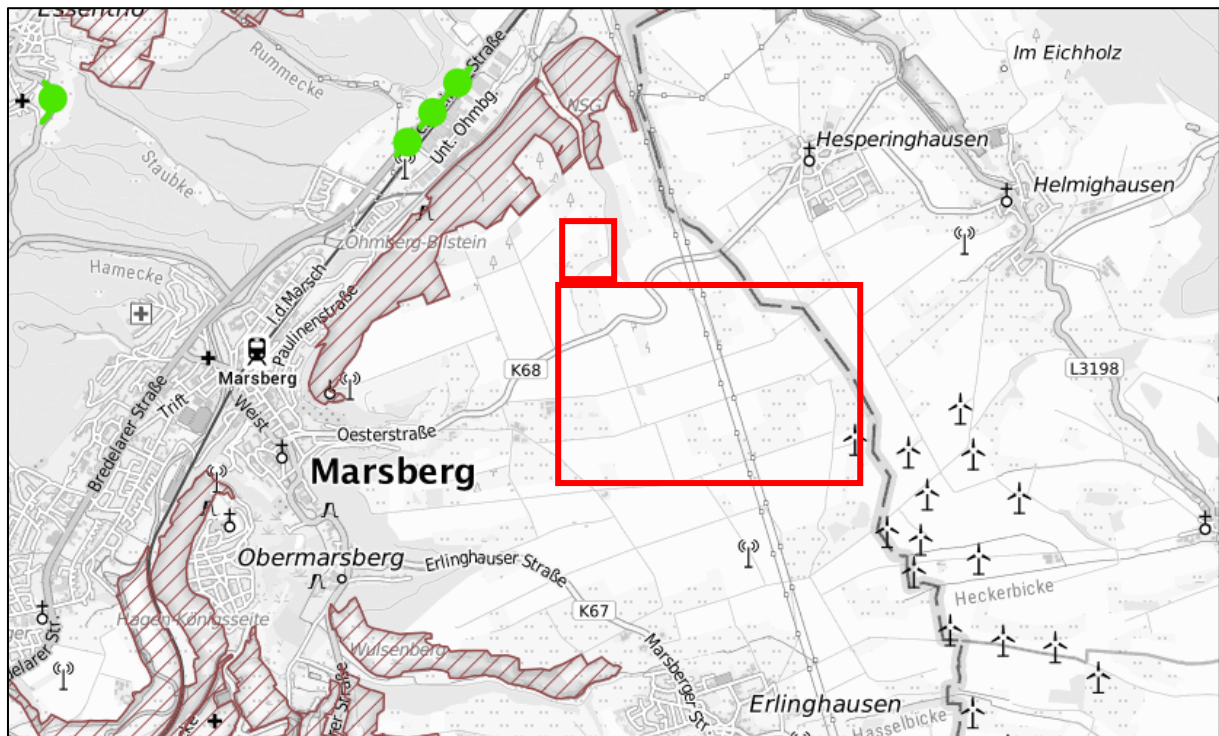 Rummecke
Straße
Unt. Ohmbg.
NSG
Im Eichholz
Hesperinghausen
Helmighausen
Staubke
Hamecke
Ohmberg-Bilstein
I.d.Marsch
Paulinenstraße
Marsberg
K68
L3198
Bredelarer Straße
Trift
Weist
Oesterstraße
Marsberg
Obermarsberg
Erlinghauser Straße
K67
Heckerbicke
Hagen-Königsseite
Wulsenberg
Marsberger Str.
Erlinghausen
Hasselbicke